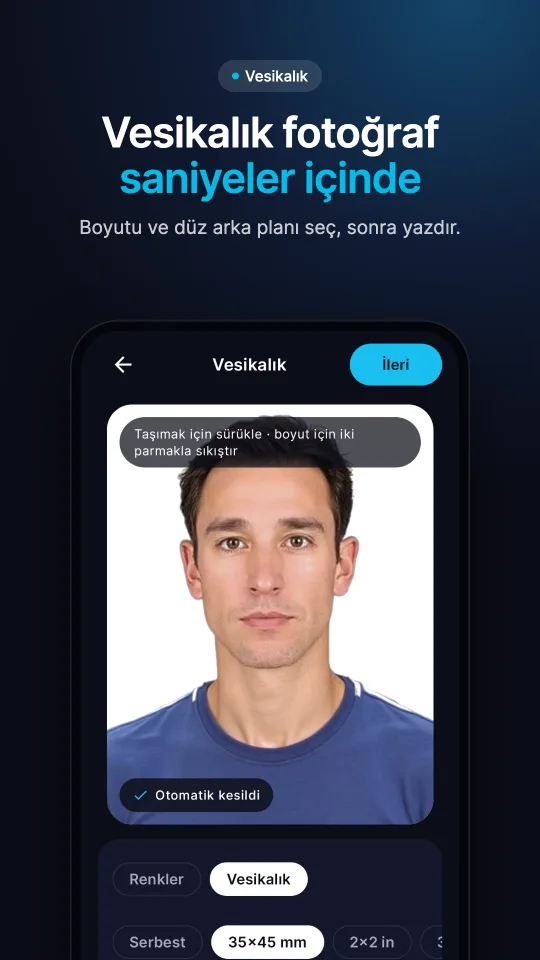 Vesikalık
Vesikalık fotoğraf
saniyeler içinde
Boyutu ve düz arka planı seç, sonra yazdır.
Vesikalık
İleri
Taşımak için sürükle · boyut için iki
parmakla sıkıştır
Otomatik kesildi
Renkler
Vesikalık
Serbest
35×45 mm
2×2 in